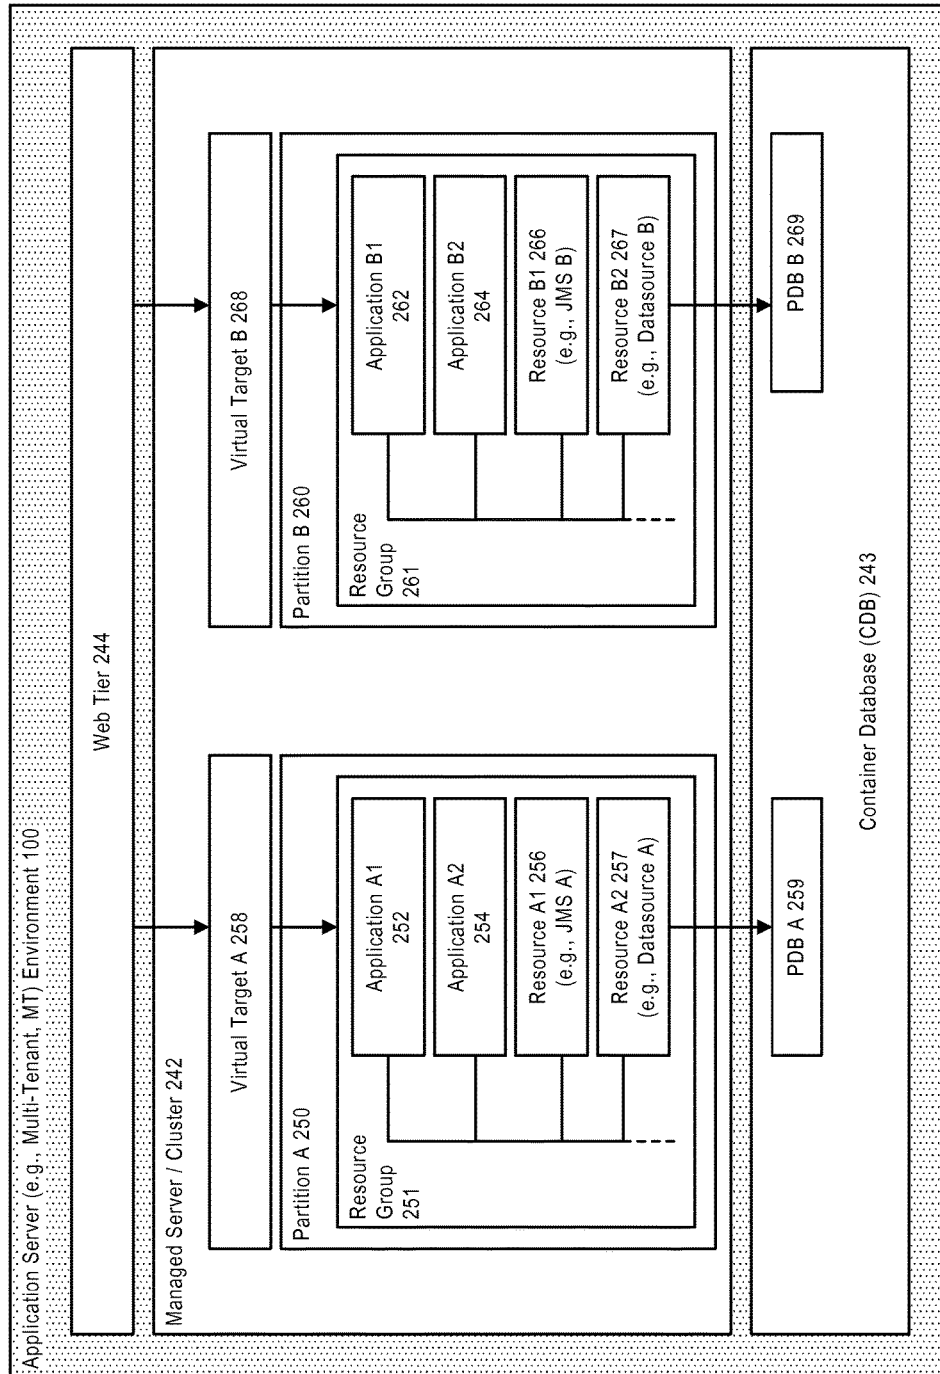 Application Server (e.g., Multi-Tenant, MT) Environment 100
Web Tier 244
Managed Server / Cluster 242
Virtual Target A 258
Partition A 250
Resource
Group
251
Application A1
252
Application A2
254
Resource A1 256
(e.g., JMS A)
Resource A2 257
(e.g., Datasource A)
Virtual Target B 268
Partition B 260
Resource
Group
261
Application B1
262
Application B2
264
Resource B1 266
(e.g., JMS B)
Resource B2 267
(e.g., Datasource B)
PDB A 259
PDB B 269
Container Database (CDB) 243